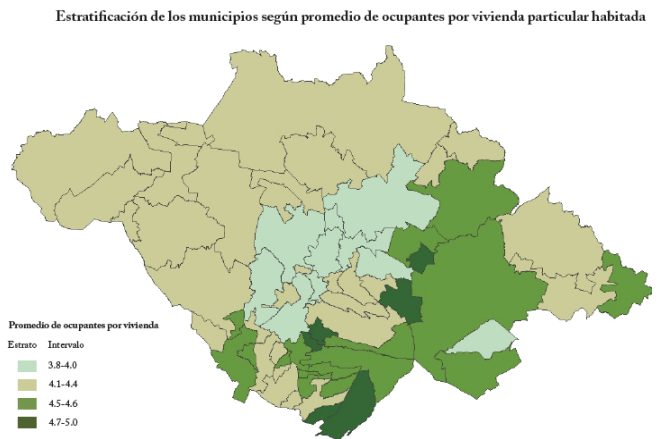 Estratificación de los municipios según promedio de ocupantes por vivienda particular habitada
Promedio de ocupantes por vivienda
Estrato Intervalo
3.8–4.0
4.1–4.4
4.5–4.6
4.7–5.0